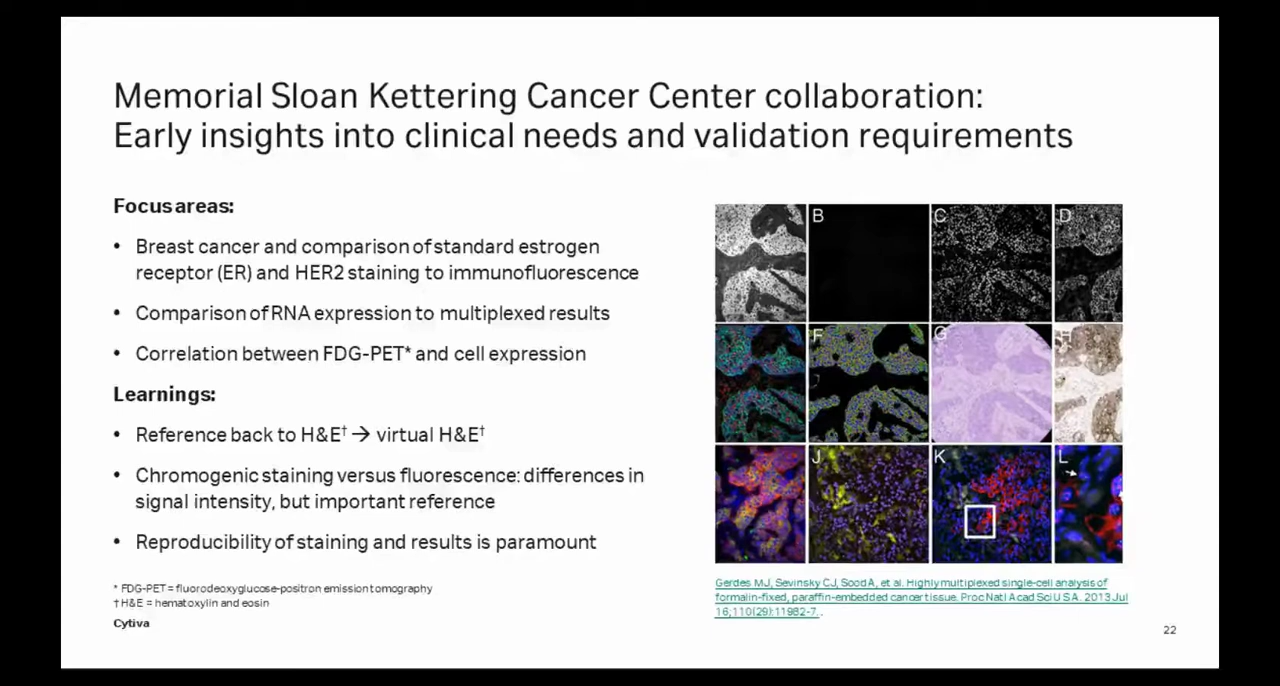 Memorial Sloan Kettering Cancer Center collaboration:
Early insights into clinical needs and validation requirements
Focus areas:
• Breast cancer and comparison of standard estrogen
receptor (ER) and HER2 staining to immunofluorescence
• Comparison of RNA expression to multiplexed results
• Correlation between FDG-PET* and cell expression
Learnings:
• Reference back to H&E† → virtual H&E†
• Chromogenic staining versus fluorescence: differences in
signal intensity, but important reference
• Reproducibility of staining and results is paramount
* FDG-PET = fluorodeoxyglucose-positron emission tomography
† H&E = hematoxylin and eosin
Cytiva
B C D
F G H
J K L
Gerdes MJ, Sevinsky CJ, Sood A, et al. Highly multiplexed single-cell analysis of
formalin-fixed, paraffin-embedded cancer tissue. Proc Natl Acad Sci U S A. 2013 Jul
16;110(29):11982-7. .
22